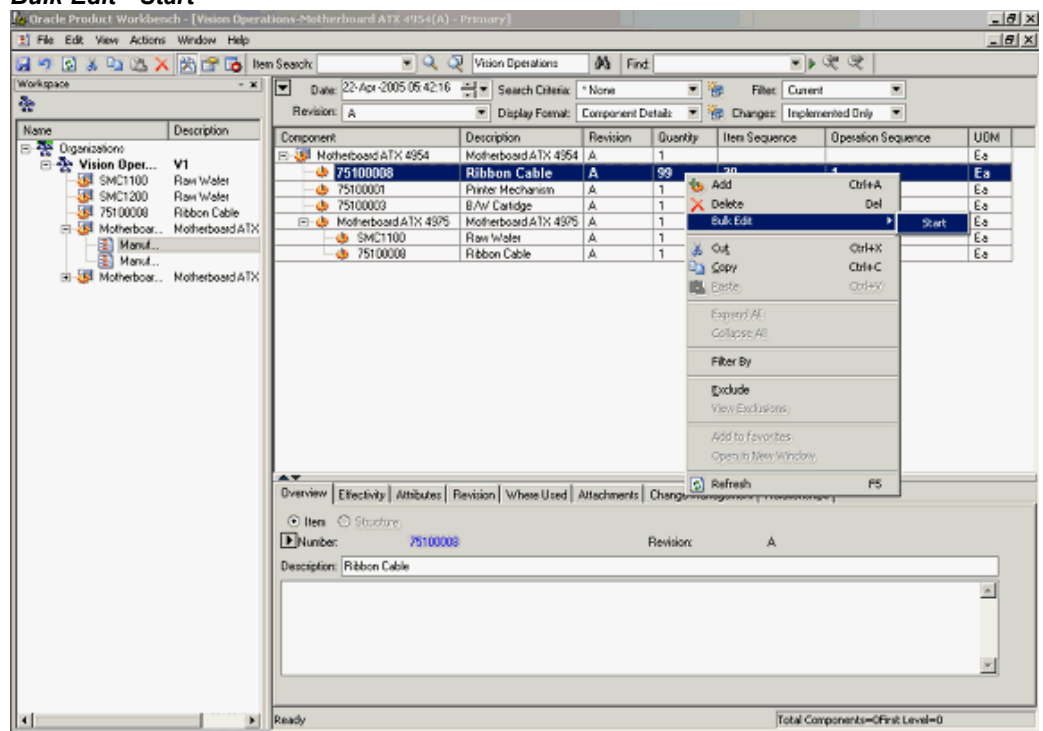 Bulk Edit - Start
Oracle Product Workbench - [Vision Operations-Motherboard ATX 4954(A) - Primary]
File Edit View Actions Window Help
Item Search: Vision Operations Find:
Workspace
Date: 22-Apr-2005 05:42:16 Search Criteria: * None Filter: Current
Revision: A Display Format: Component Details Changes: Implemented Only
Name Description
Organizations
Vision Oper... V1
SMC1100 Raw Wafer
SMC1200 Raw Wafer
75100008 Ribbon Cable
Motherboar... Motherboard ATX
Manuf...
Manuf...
Motherboar... Motherboard ATX
Component Description Revision Quantity Item Sequence Operation Sequence UOM
Motherboard ATX 4954 Motherboard ATX 4954 A 1 Ea
75100008 Ribbon Cable A 99 Ea
75100001 Printer Mechanism A 1 Ea
75100003 B/W Cartidge A 1 Ea
Motherboard ATX 4975 Motherboard ATX 4975 A 1 Ea
SMC1100 Raw Wafer A 1 Ea
75100008 Ribbon Cable A 1 Ea
Add Ctrl+A
Delete Del
Bulk Edit Start
Cut Ctrl+X
Copy Ctrl+C
Paste Ctrl+V
Expand All
Collapse All
Filter By
Exclude
View Exclusions
Add to favorites
Open in New Window
Refresh F5
Overview Effectivity Attributes Revision Where Used Attachments
Item Structure
Number: 75100008 Revision: A
Description: Ribbon Cable
Ready Total Components=0First Level=0